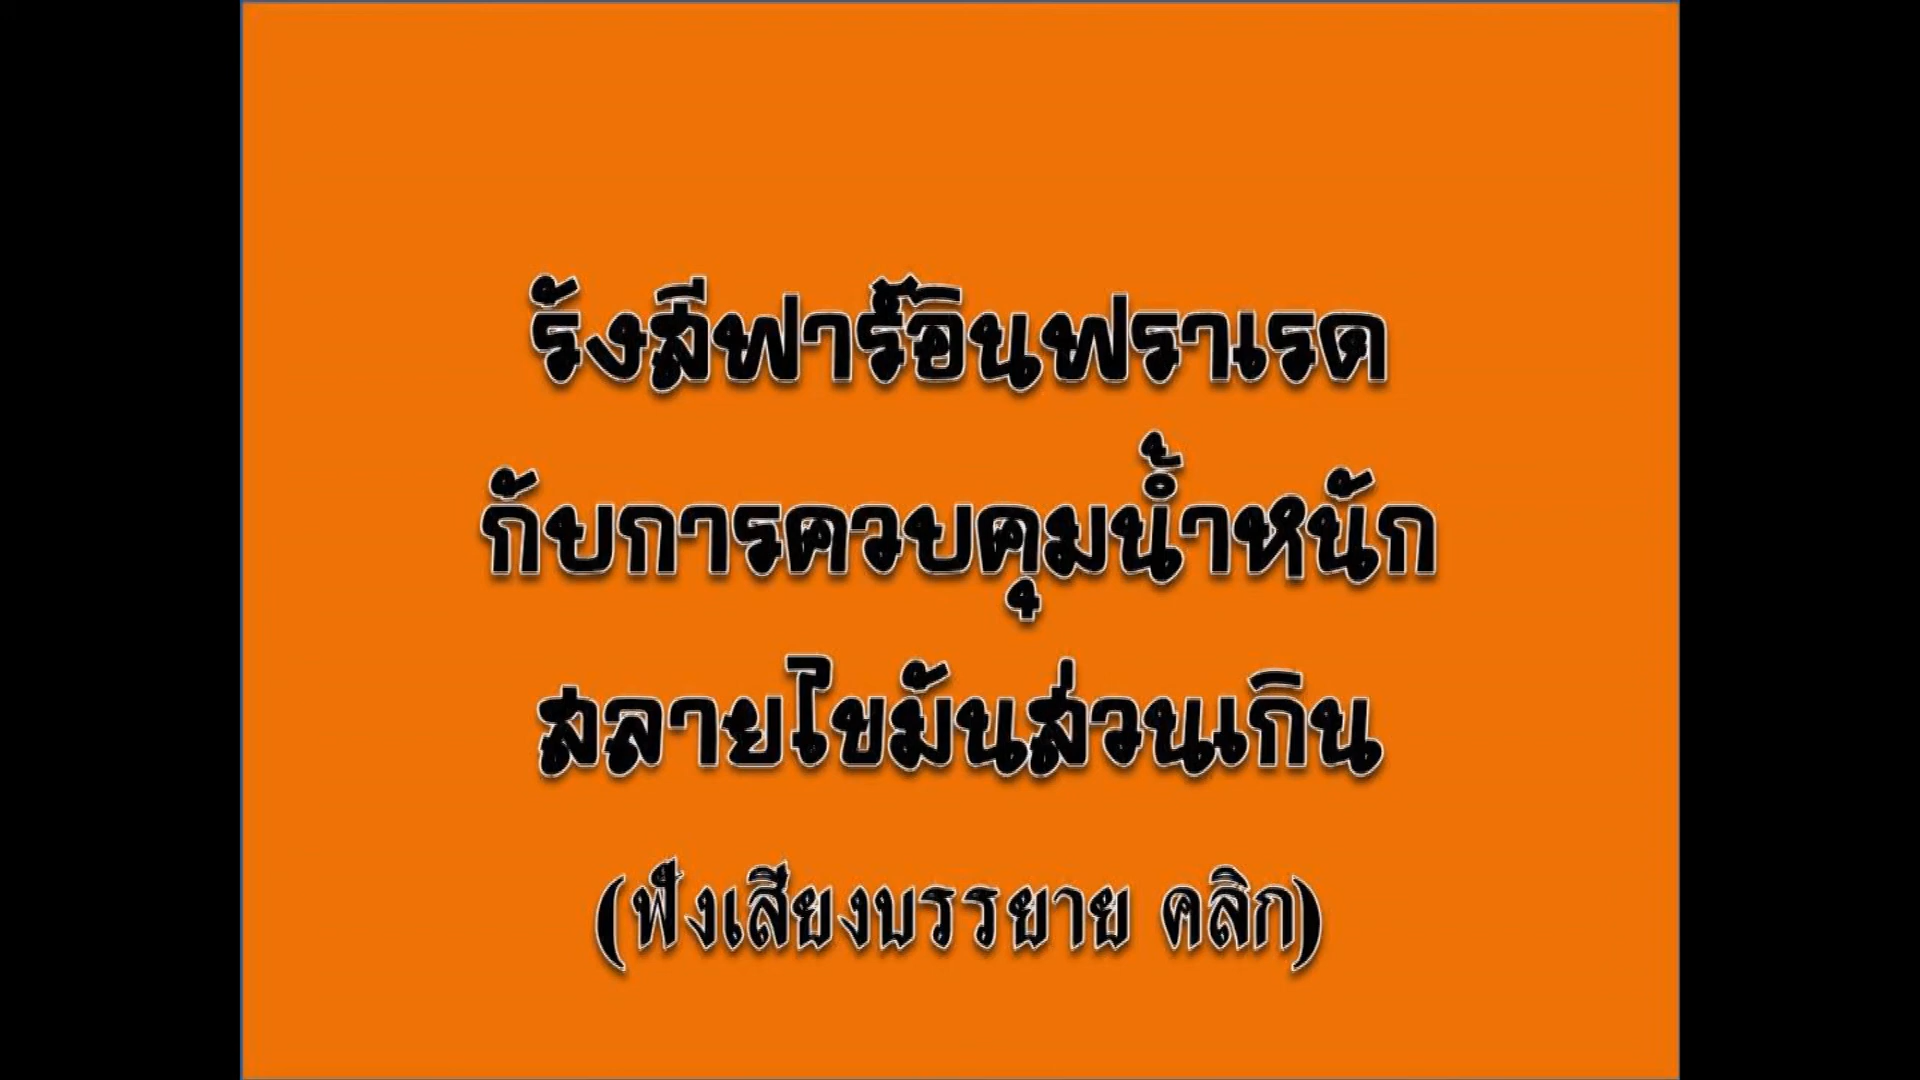 รังสีฟาร์อินฟราเรด
กับการควบคุมน้ำหนัก
สลายไขมันส่วนเกิน
(ฟังเสียงบรรยาย คลิก)